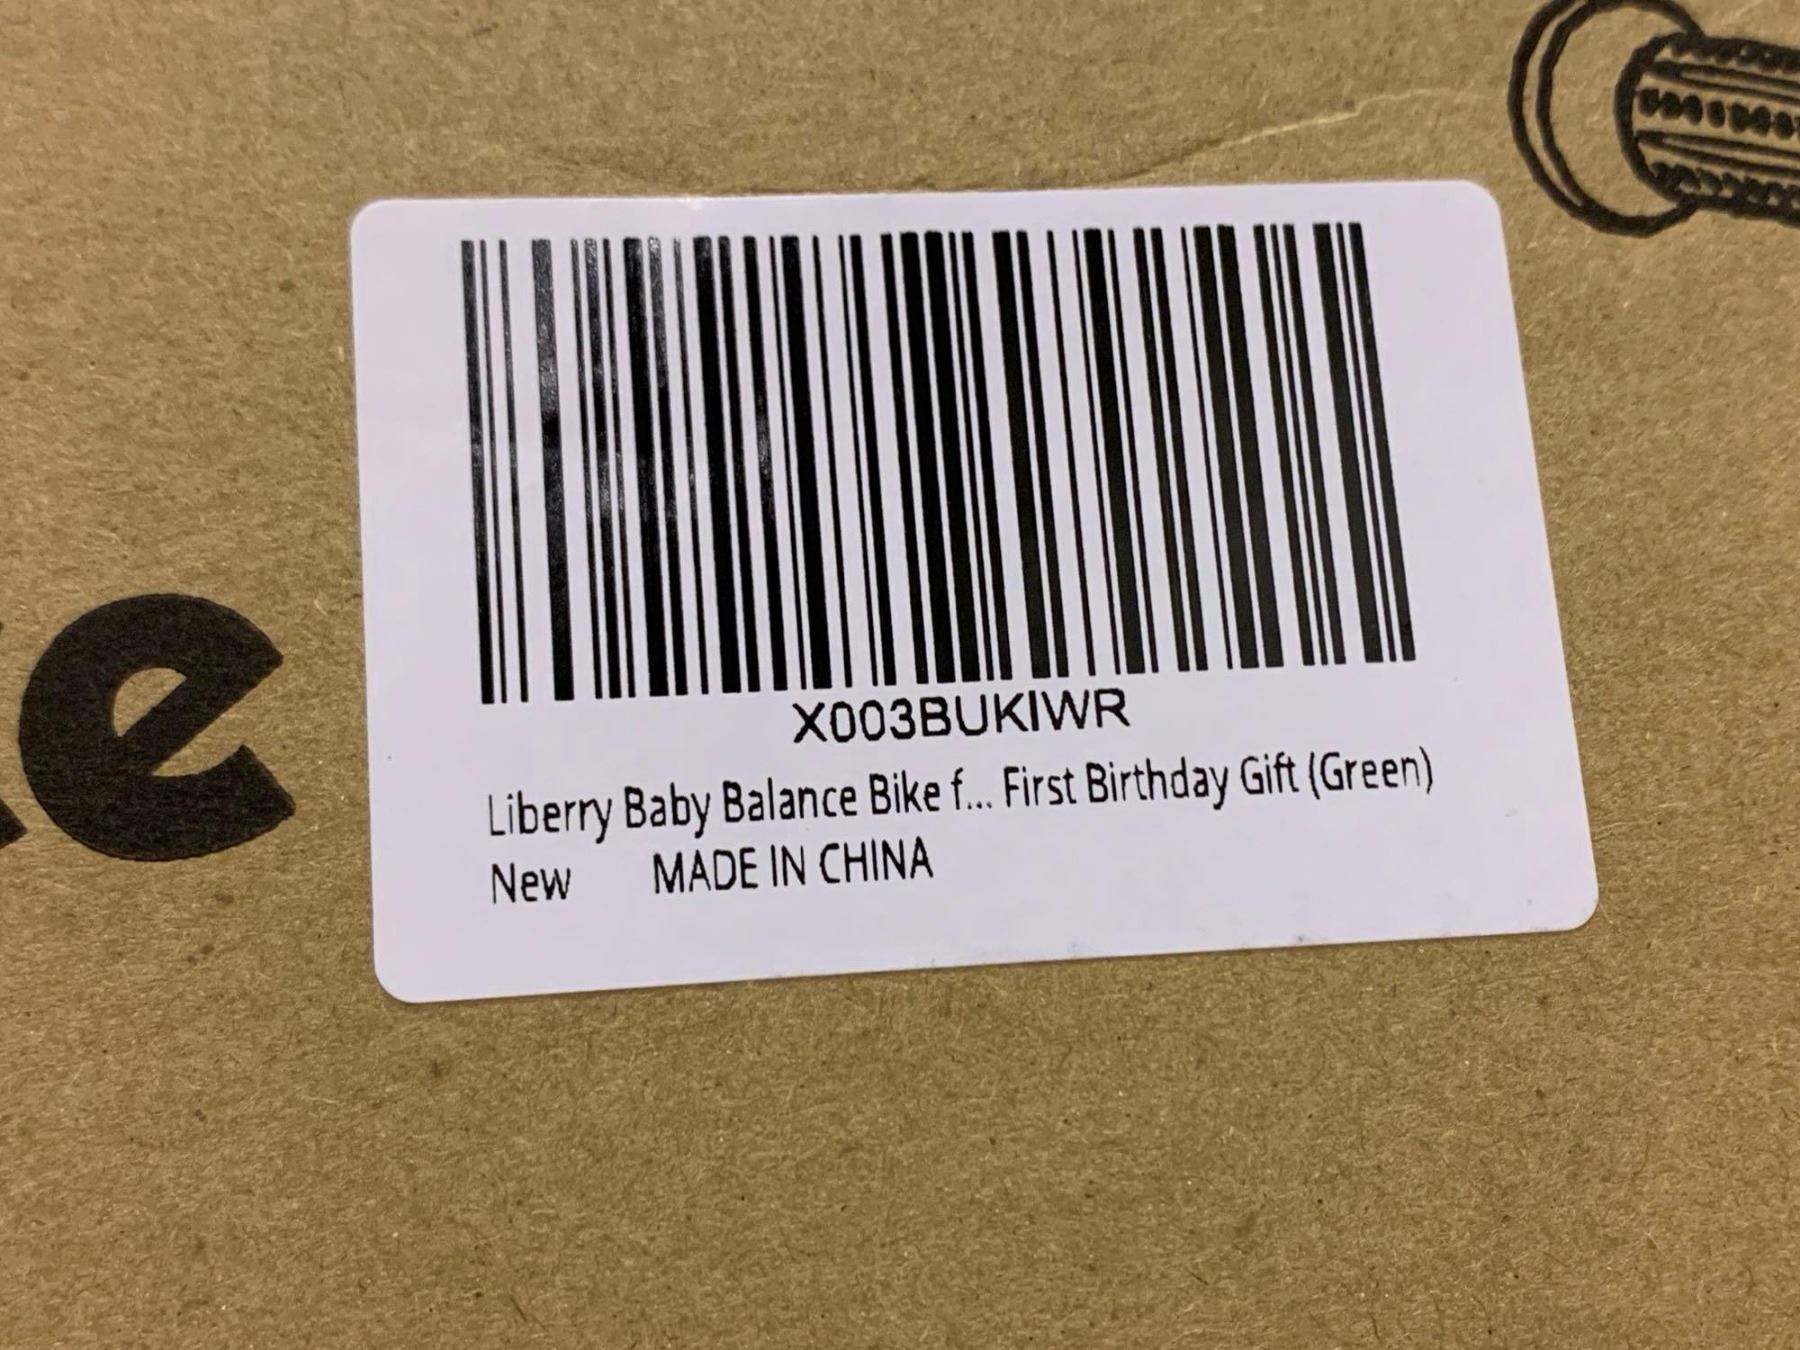 X003BUKIWR
Liberry Baby Balance Bike f... First Birthday Gift (Green)
New MADE IN CHINA
e